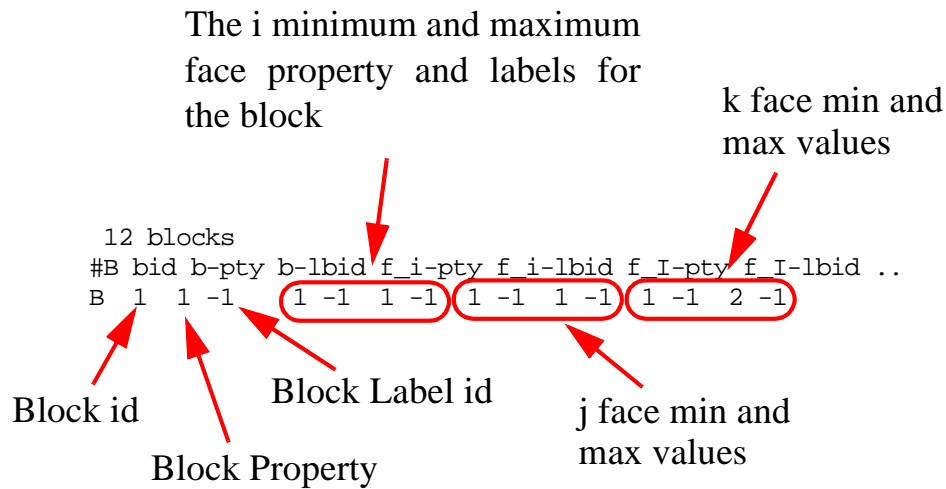 The i minimum and maximum
face property and labels for
the block
k face min and
max values
12 blocks
#B bid b-pty b-lbid f_i-pty f_i-lbid f_I-pty f_I-lbid ..
B 1 1 -1 1 -1 1 -1 1 -1 1 -1 1 -1 2 -1
Block id
Block Property
Block Label id
j face min and
max values